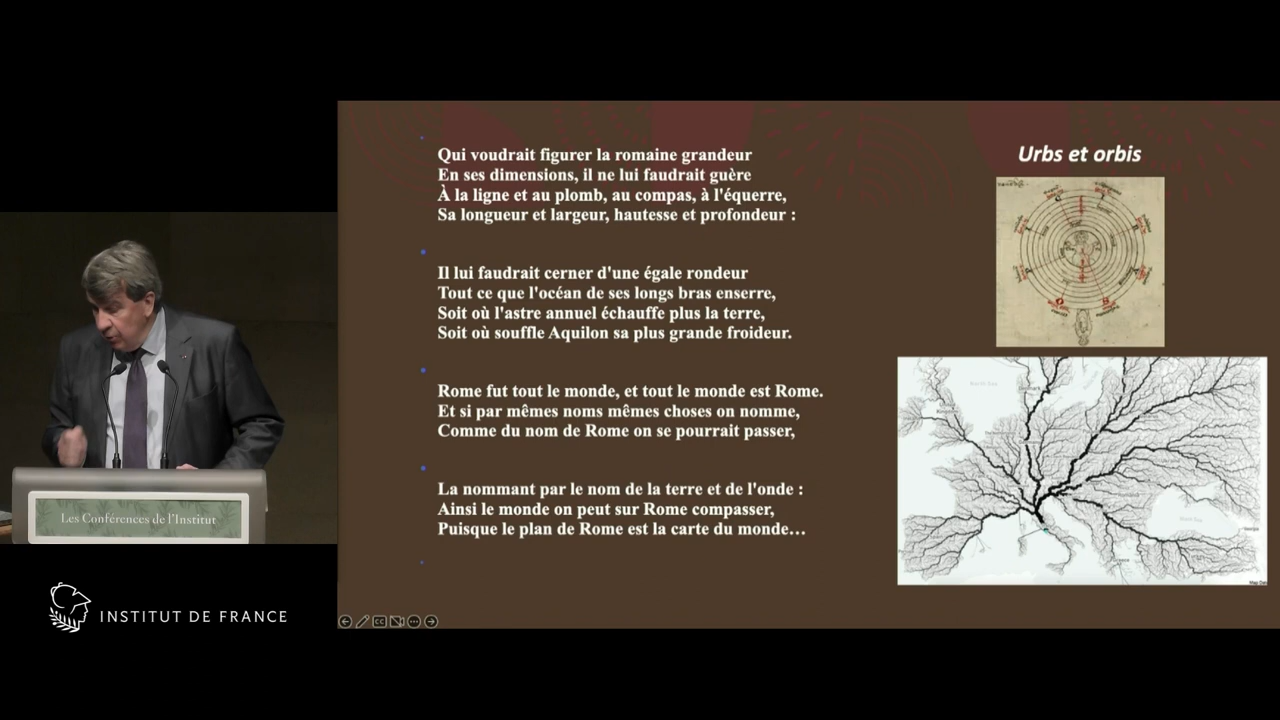 Urbs et orbis
Qui voudrait figurer la romaine grandeur
En ses dimensions, il ne lui faudrait guère
À la ligne et au plomb, au compas, à l'équerre,
Sa longueur et largeur, hautesse et profondeur :
Il lui faudrait cerner d'une égale rondeur
Tout ce que l'océan de ses longs bras enserre,
Soit où l'astre annuel échauffe plus la terre,
Soit où souffle Aquilon sa plus grande froideur.
Rome fut tout le monde, et tout le monde est Rome.
Et si par mêmes noms mêmes choses on nomme,
Comme du nom de Rome on se pourrait passer,
La nommant par le nom de la terre et de l'onde :
Ainsi le monde on peut sur Rome compasser,
Puisque le plan de Rome est la carte du monde…
Les Conférences de l'Institut
INSTITUT DE FRANCE
CC